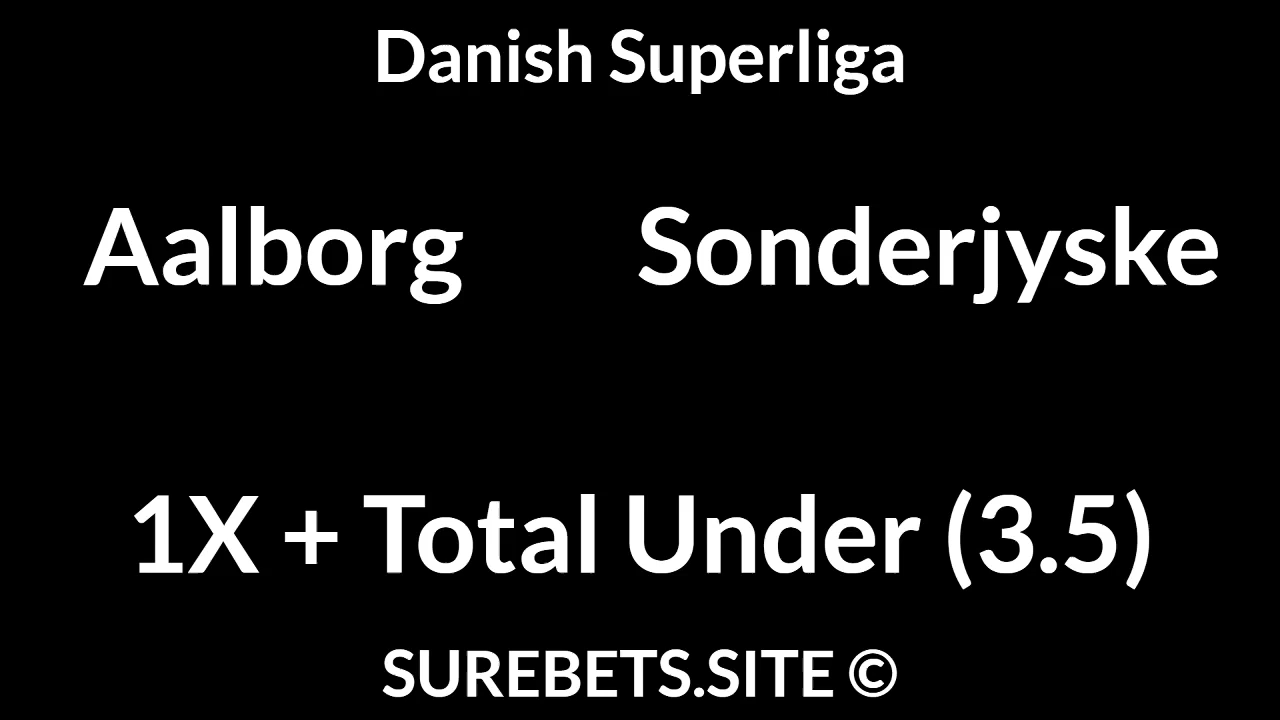 Danish Superliga
Aalborg Sonderjyske
1X + Total Under (3.5)
SUREBETS.SITE ©